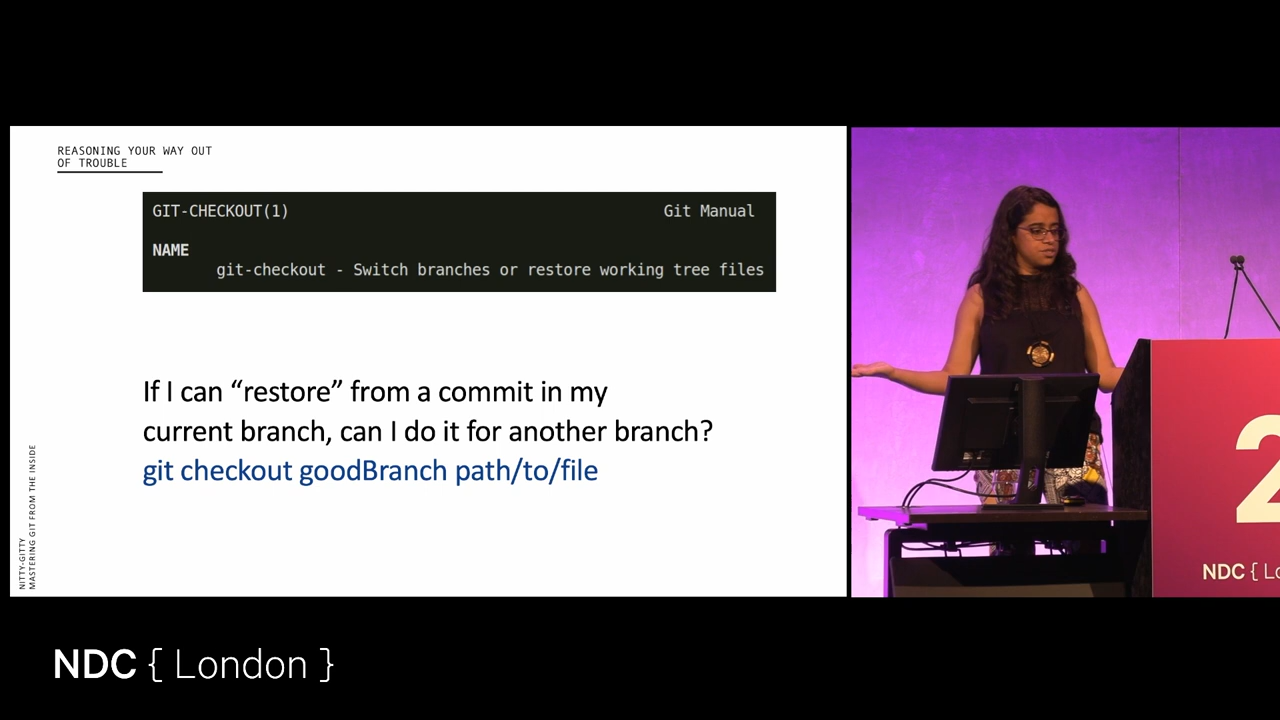 REASONING YOUR WAY OUT
OF TROUBLE
GIT-CHECKOUT(1) Git Manual
NAME
git-checkout - Switch branches or restore working tree files
If I can “restore” from a commit in my
current branch, can I do it for another branch?
git checkout goodBranch path/to/file
NITTY-GITTY
MASTERING GIT FROM THE INSIDE
2
NDC { Lo
NDC { London }